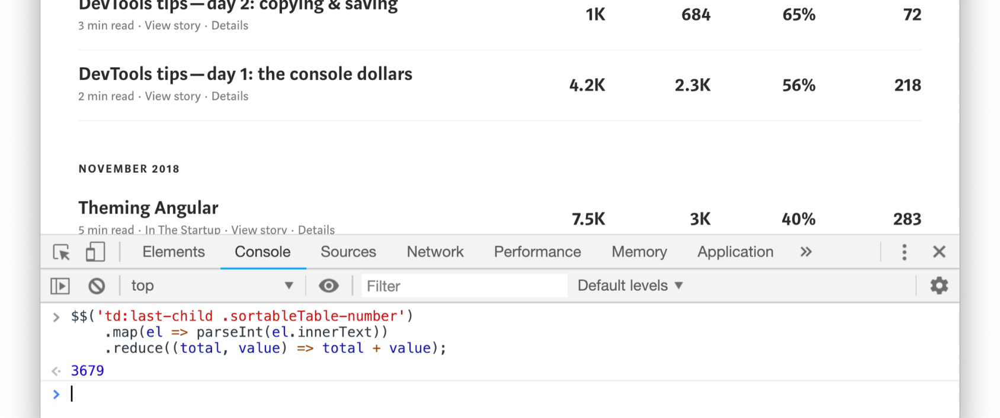 DevTools tips — day 2: copying & saving
1K 684 65% 72
3 min read · View story · Details
DevTools tips — day 1: the console dollars
4.2K 2.3K 56% 218
2 min read · View story · Details
NOVEMBER 2018
Theming Angular
7.5K 3K 40% 283
5 min read · In The Startup · View story · Details
Elements Console Sources Network Performance Memory Application »
top Filter Default levels
> $$('td:last-child .sortableTable-number')
.map(el => parseInt(el.innerText))
.reduce((total, value) => total + value);
3679
>